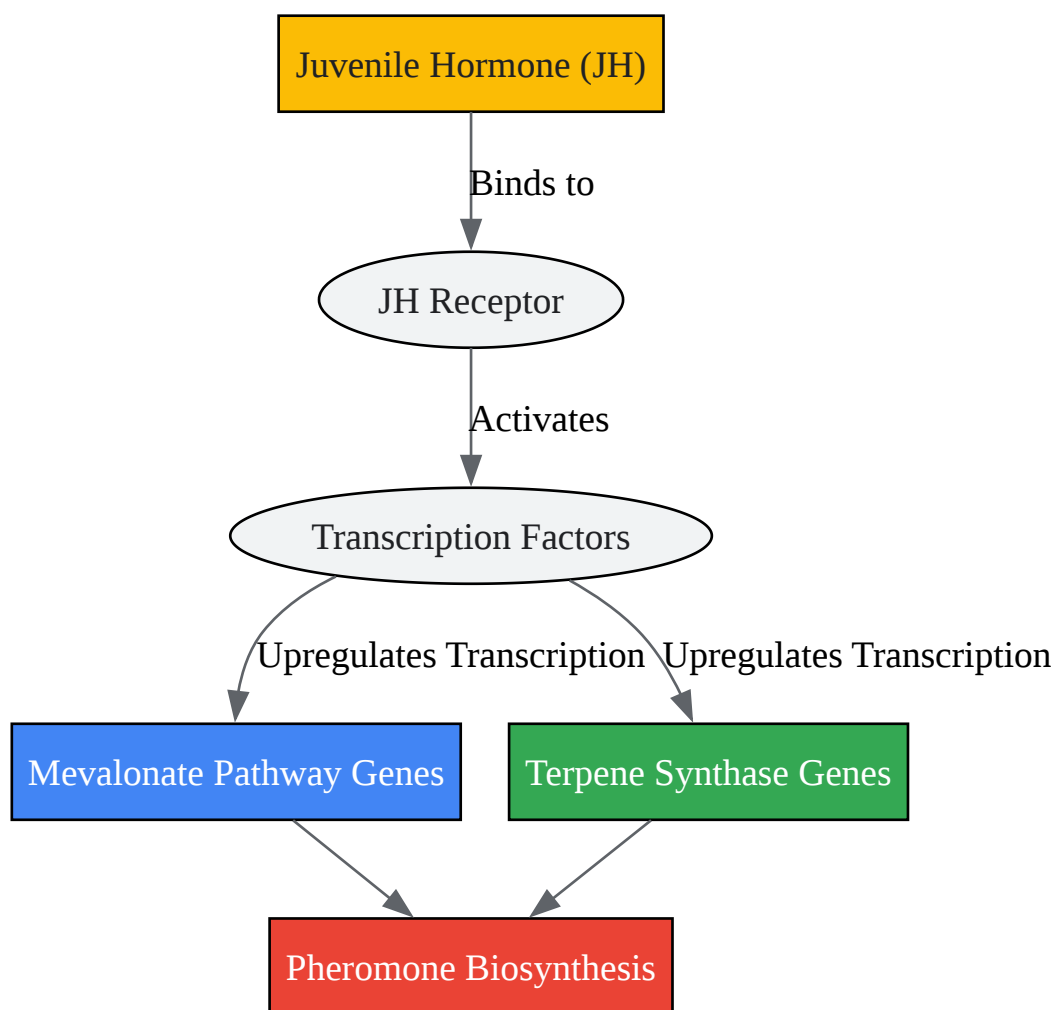 Juvenile Hormone (JH)
Binds to
JH Receptor
Activates
Transcription Factors
Upregulates Transcription
Upregulates Transcription
Mevalonate Pathway Genes
Terpene Synthase Genes
Pheromone Biosynthesis